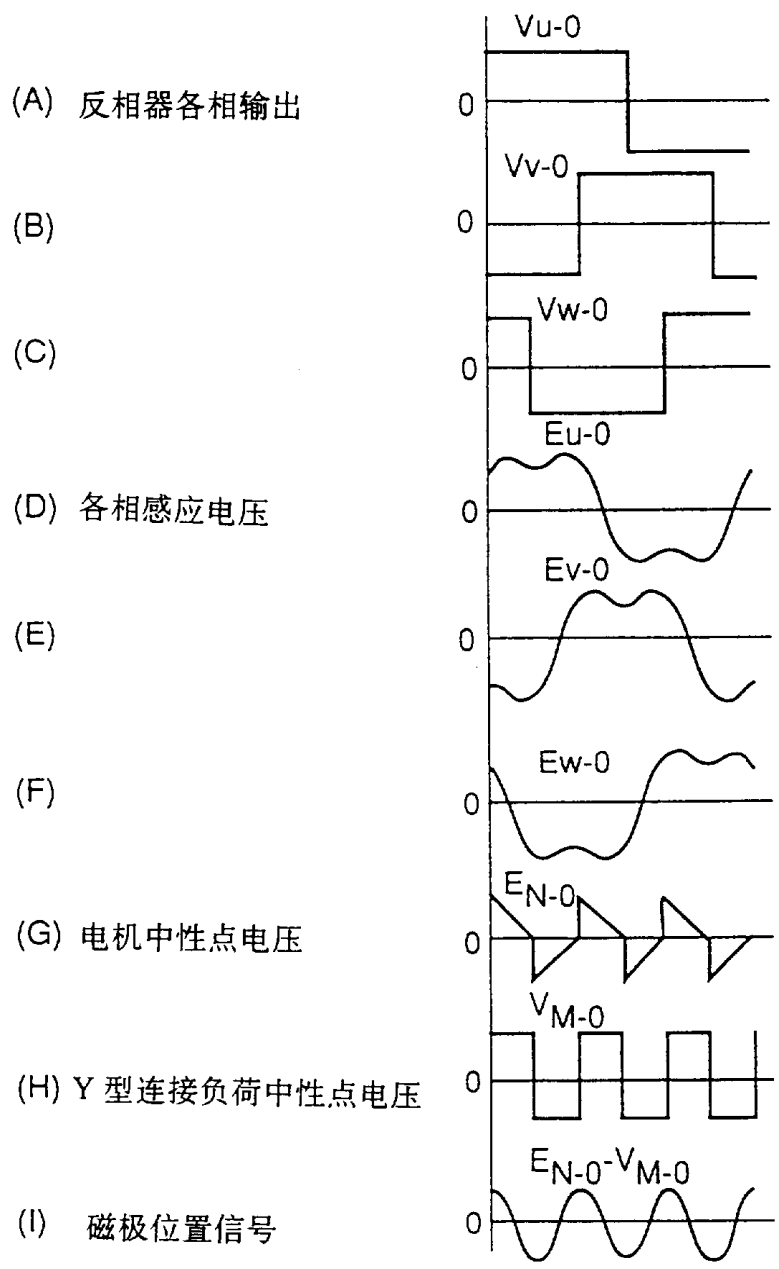 Vu-0
(A) 反相器各相输出
0
Vv-0
(B)
0
Vw-0
(C)
0
Eu-0
(D) 各相感应电压
0
Ev-0
(E)
0
Ew-0
(F)
0
EN-0
(G) 电机中性点电压
0
VM-0
(H) Y 型连接负荷中性点电压
0
EN-0-VM-0
(I) 磁极位置信号
0